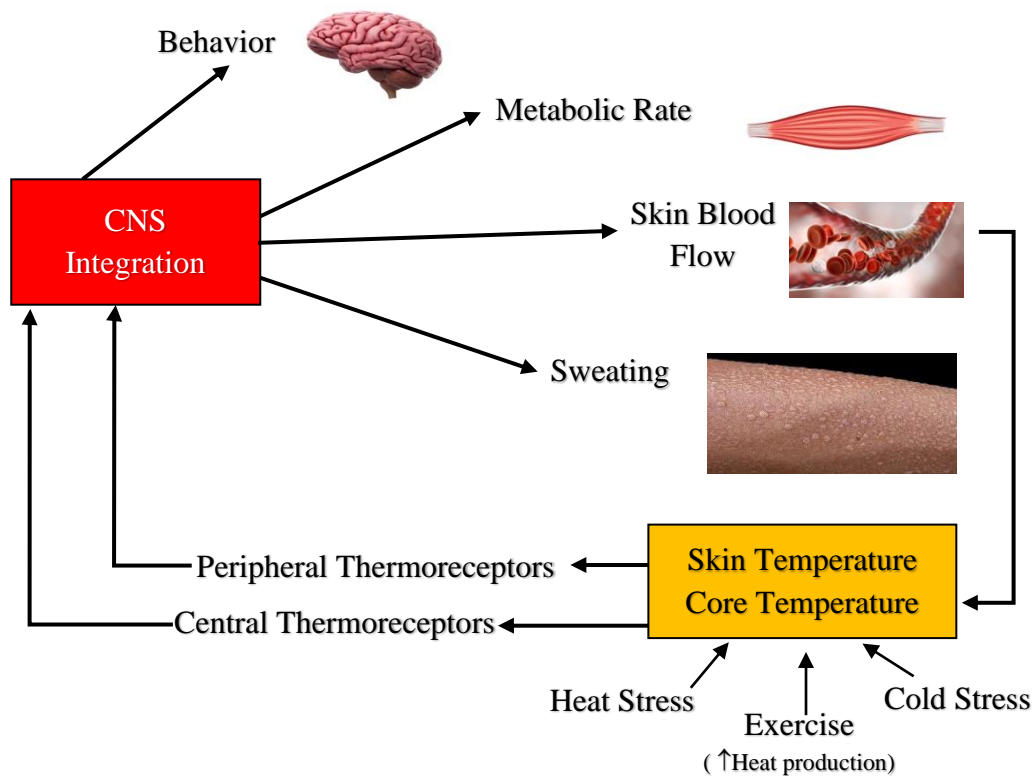 Behavior
Metabolic Rate
CNS
Integration
Skin Blood
Flow
Sweating
Peripheral Thermoreceptors
Central Thermoreceptors
Skin Temperature
Core Temperature
Heat Stress
Cold Stress
Exercise
( ↑Heat production)